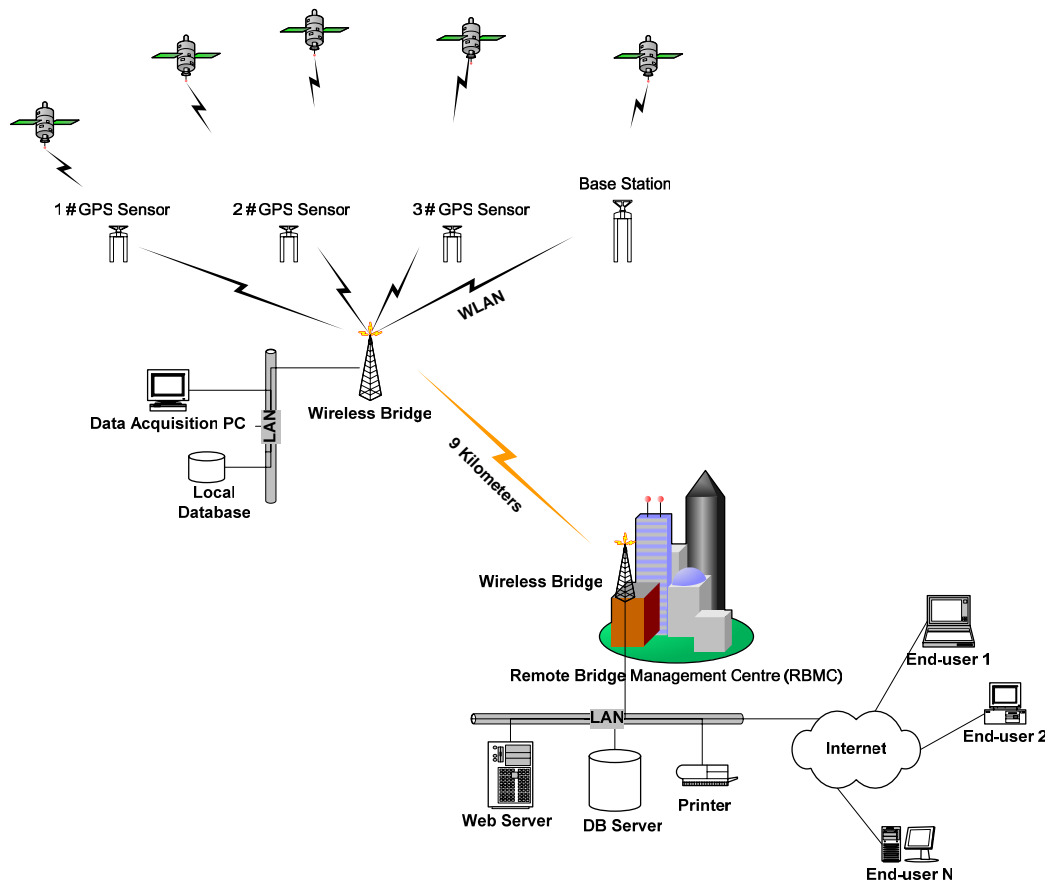 Base Station
1#GPS Sensor
2#GPS Sensor
3#GPS Sensor
WLAN
Wireless Bridge
Data Acquisition PC
LAN
Local
Database
9 Kilometers
Wireless Bridge
Remote Bridge Management Centre (RBMC)
LAN
Web Server
DB Server
Printer
Internet
End-user 1
End-user 2
End-user N